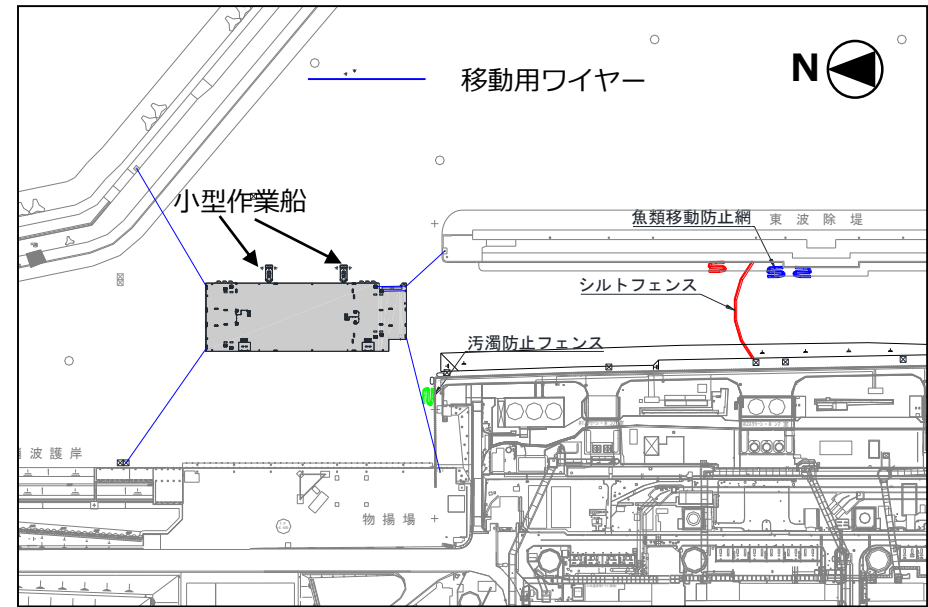 移動用ワイヤー
N
小型作業船
魚類移動防止網
東波除堤
シルトフェンス
汚濁防止フェンス
波護岸
物揚場